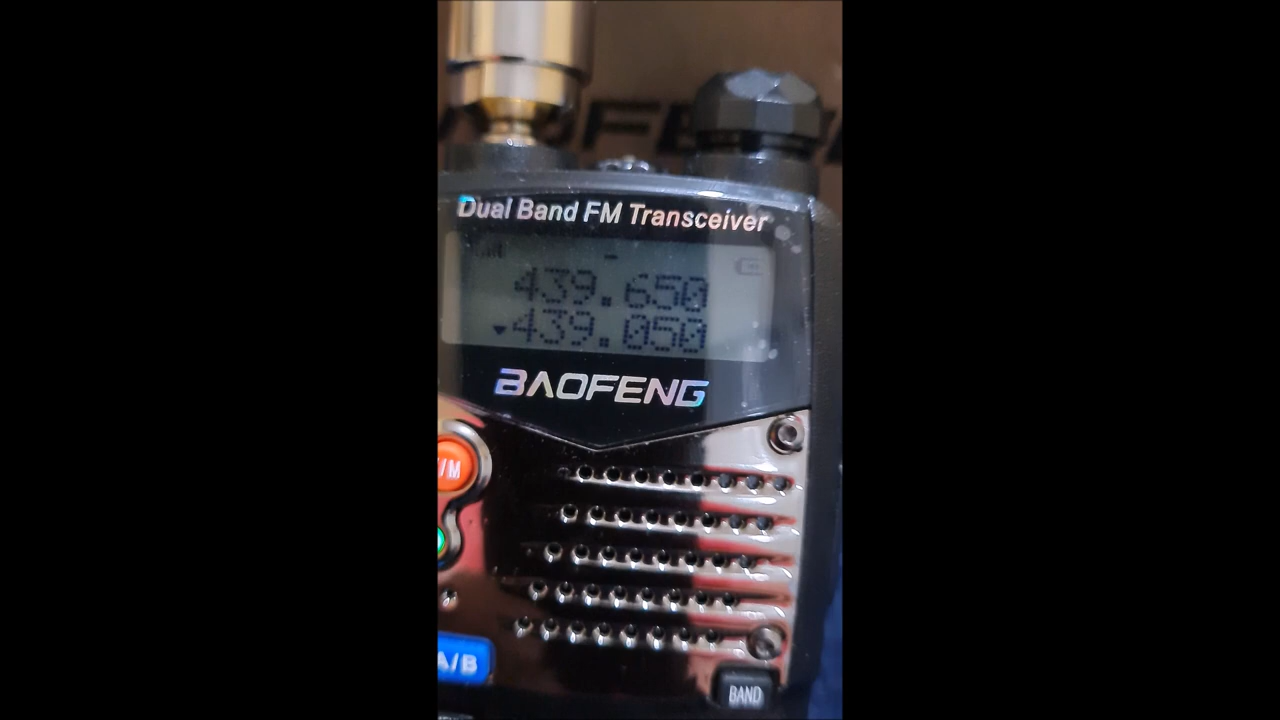 Dual Band FM Transceiver
439.650
439.050
BAOFENG
/M
A/B
BAND